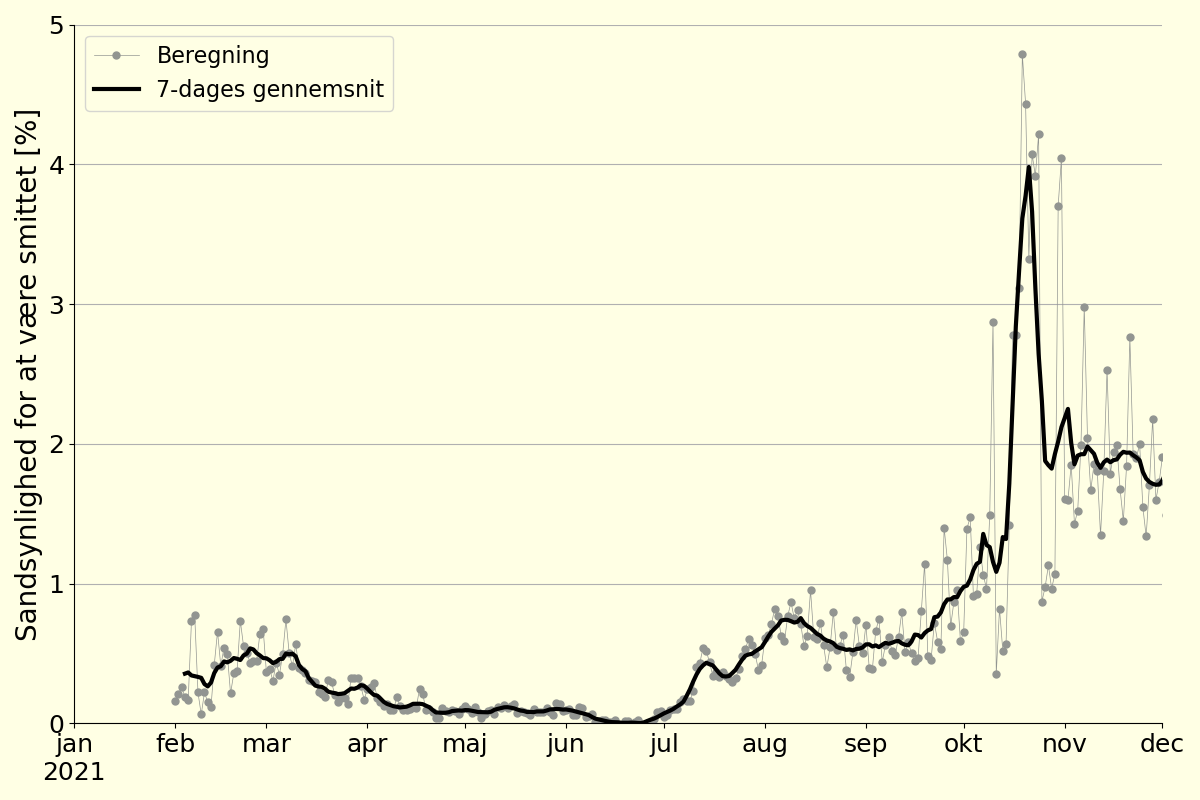 Sandsynlighed for at være smittet [%]
5
4
3
2
1
0
Beregning
7-dages gennemsnit
jan feb mar apr maj jun jul aug sep okt nov dec
2021